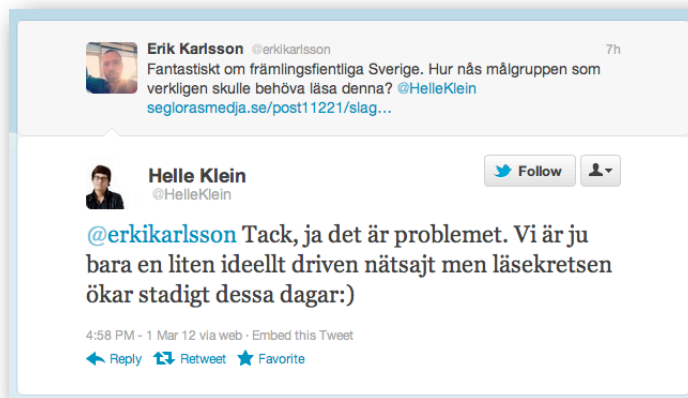 Erik Karlsson @erkikarlsson 7h
Fantastiskt om främlingsfientliga Sverige. Hur nås målgruppen som
verkligen skulle behöva läsa denna? @HelleKlein
seglorasmedja.se/post11221/slag…
Helle Klein
@HelleKlein
Follow
@erkikarlsson Tack, ja det är problemet. Vi är ju
bara en liten ideellt driven nätsajt men läsekretsen
ökar stadigt dessa dagar:)
4:58 PM - 1 Mar 12 via web · Embed this Tweet
Reply Retweet Favorite